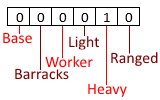 0 0 0 0 1 0
Base Light Ranged
Barracks Worker Heavy